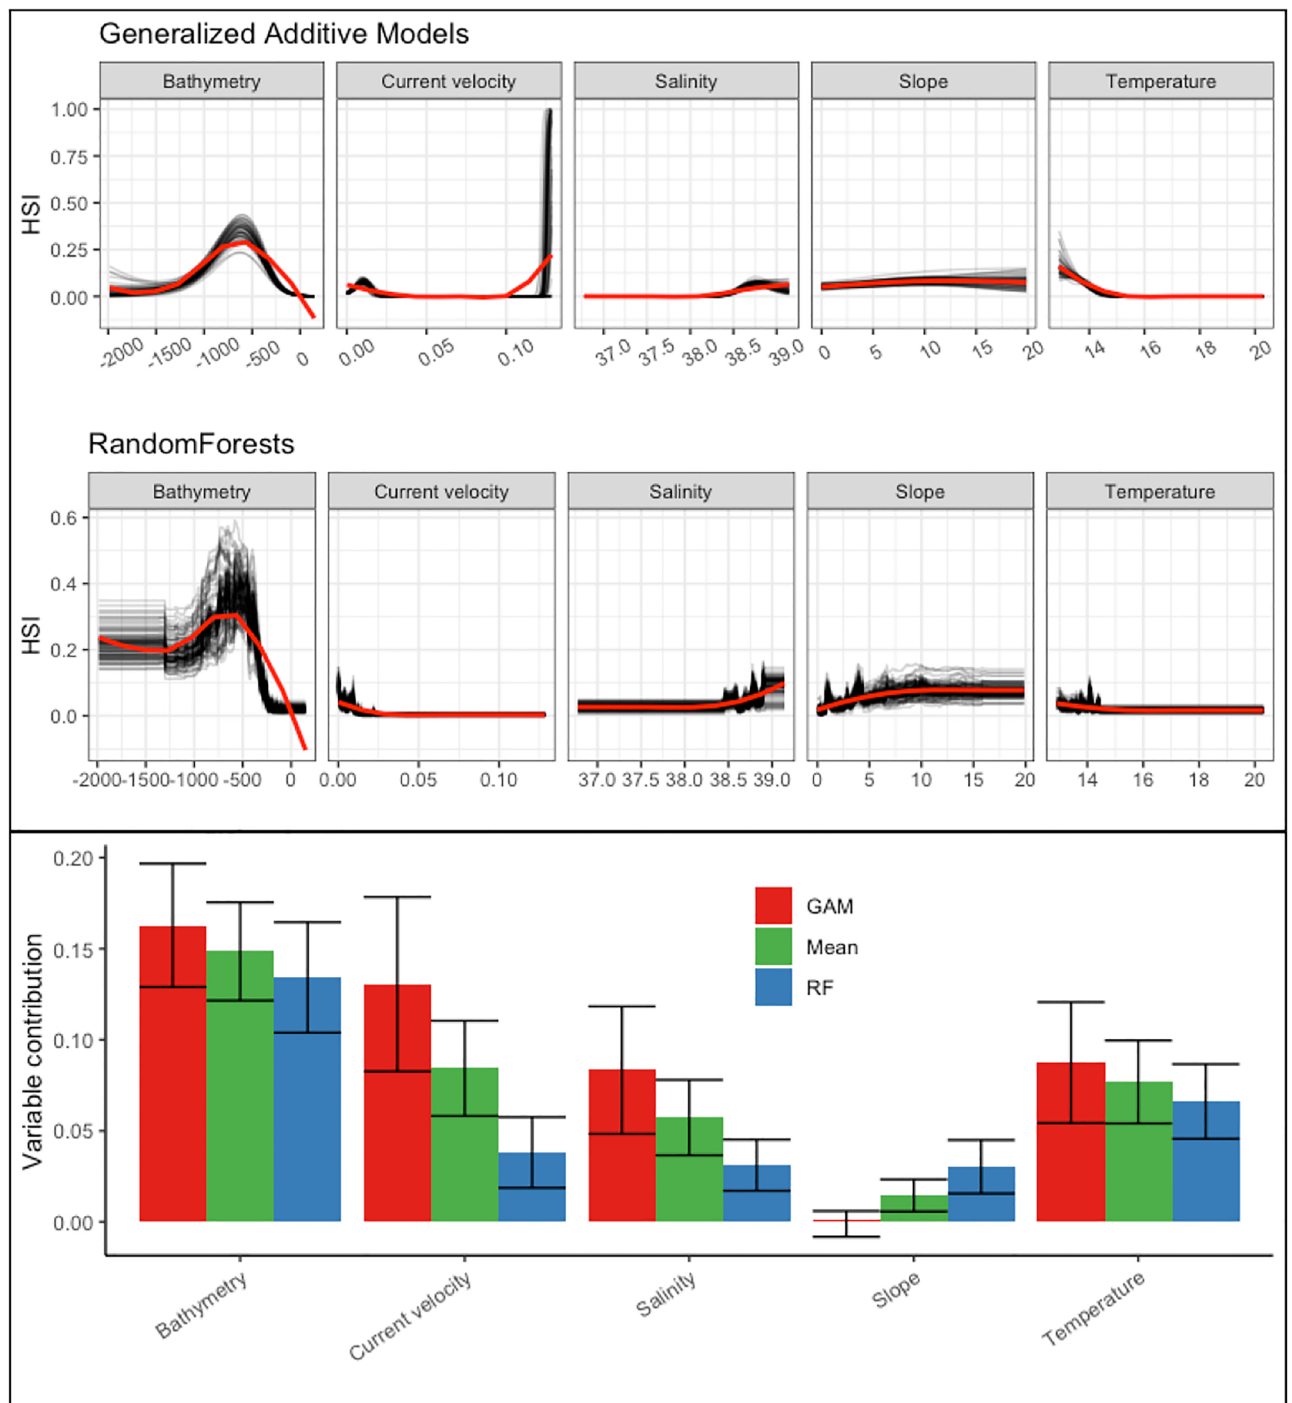 Generalized Additive Models
Bathymetry Current velocity Salinity Slope Temperature
HSI
1.00
0.75
0.50
0.25
0.00
-2000 -1500 -1000 -500 0 0.00 0.05 0.10 37.0 37.5 38.0 38.5 39.0 0 5 10 15 20 14 16 18 20
RandomForests
Bathymetry Current velocity Salinity Slope Temperature
HSI
0.6
0.4
0.2
0.0
-2000 -1500 -1000 -500 0 0.00 0.05 0.10 37.0 37.5 38.0 38.5 39.0 0 5 10 15 20 14 16 18 20
Variable contribution
0.20
0.15
0.10
0.05
0.00
GAM
Mean
RF
Bathymetry Current velocity Salinity Slope Temperature